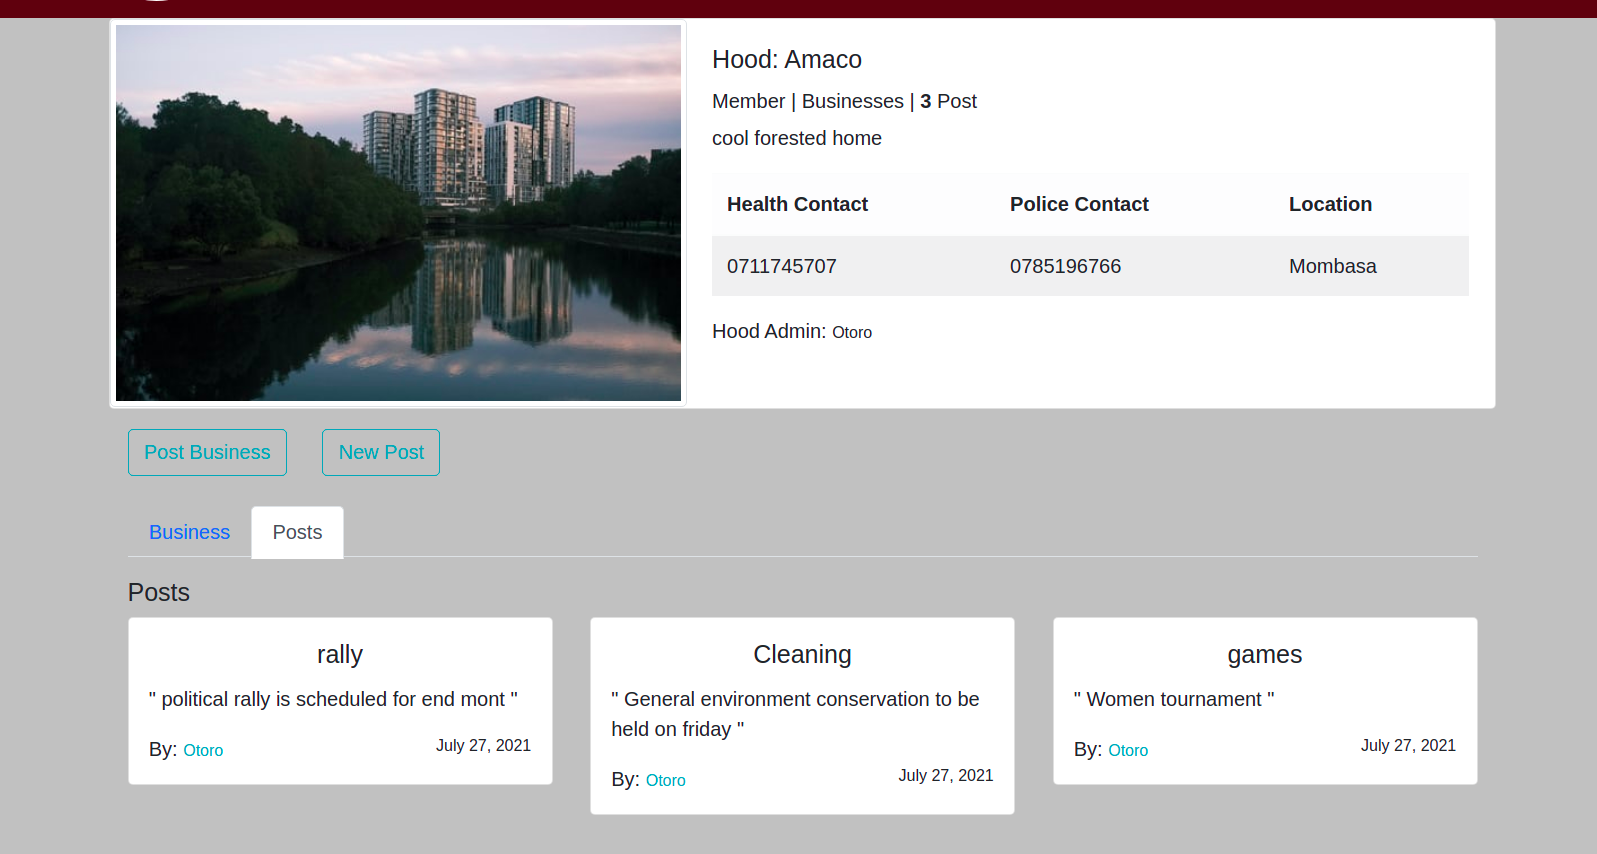 Hood: Amaco
Member | Businesses | 3 Post
cool forested home
Health Contact Police Contact Location
0711745707 0785196766 Mombasa
Hood Admin: Otoro
Post Business New Post
Business Posts
Posts
rally
" political rally is scheduled for end mont "
By: Otoro July 27, 2021
Cleaning
" General environment conservation to be
held on friday "
By: Otoro July 27, 2021
games
" Women tournament "
By: Otoro July 27, 2021